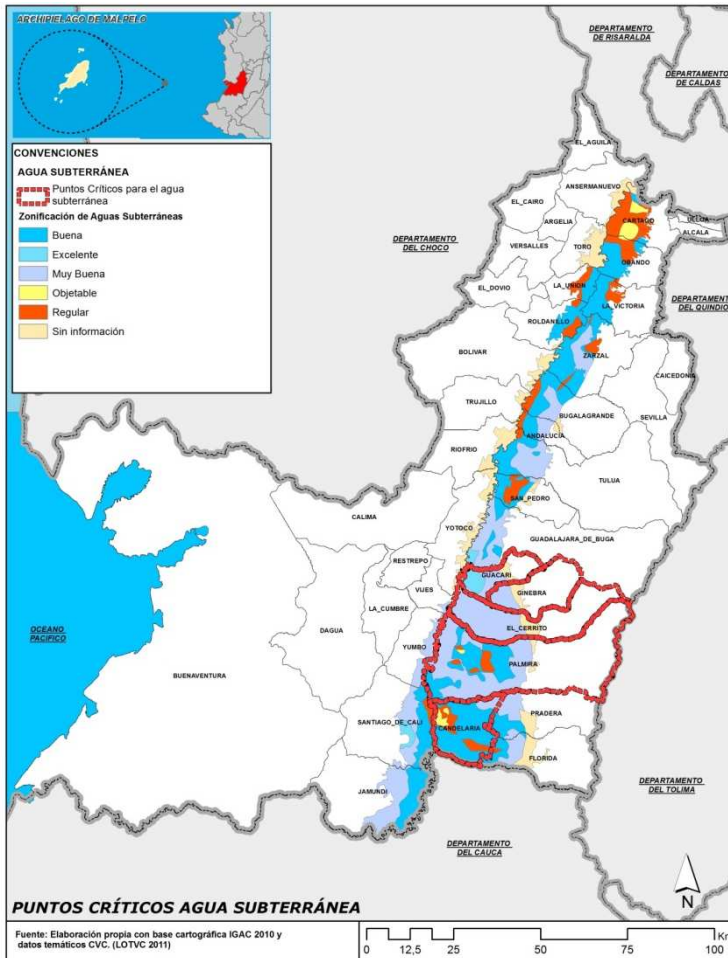 ARCHIPIELAGO DE MALPELO
DEPARTAMENTO
DE RISARALDA
DEPARTAMENTO
DE CALDAS
CONVENCIONES
AGUA SUBTERRÁNEA
Puntos Críticos para el agua
subterránea
Zonificación de Aguas Subterráneas
Buena
Excelente
Muy Buena
Objetable
Regular
Sin información
EL_AGUILA
ANSERMANUEVO
EL_CAIRO
CARTAGO
ULLOA
ALCALA
ARGELIA
DEPARTAMENTO
DEL CHOCO
VERSALLES
TORO
OBANDO
EL_DOVIO
LA_UNION
LA_VICTORIA
DEPARTAMENTO
DEL QUINDIO
ROLDANILLO
BOLIVAR
ZARZAL
CAICEDONIA
TRUJILLO
BUGALAGRANDE
SEVILLA
ANDALUCÍA
RIOFRIO
TULUA
SAN_PEDRO
CALIMA
YOTOCO
GUADALAJARA_DE_BUGA
RESTREPO
GUACARI
VIJES
GINEBRA
LA_CUMBRE
OCEANO
PACIFICO
DAGUA
EL_CERRITO
YUMBO
PALMIRA
BUENAVENTURA
SANTIAGO_DE_CALI
PRADERA
CANDELARIA
FLORIDA
JAMUNDI
DEPARTAMENTO
DEL TOLIMA
DEPARTAMENTO
DEL CAUCA
N
PUNTOS CRÍTICOS AGUA SUBTERRÁNEA
Fuente: Elaboración propia con base cartográfica IGAC 2010 y
datos temáticos CVC. (LOTVC 2011)
Km
0 12,5 25 50 75 100